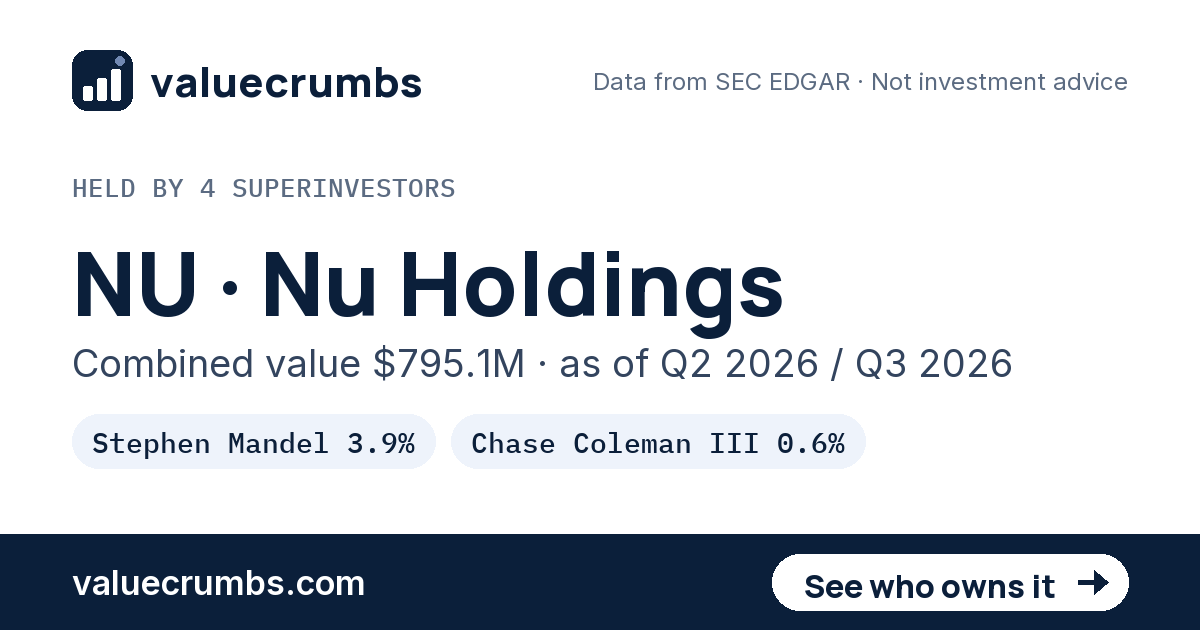 valuecrumbs
Data from SEC EDGAR · Not investment advice
HELD BY 4 SUPERINVESTORS
NU · Nu Holdings
Combined value $795.1M · as of Q2 2026 / Q3 2026
Stephen Mandel 3.9%
Chase Coleman III 0.6%
valuecrumbs.com
See who owns it →